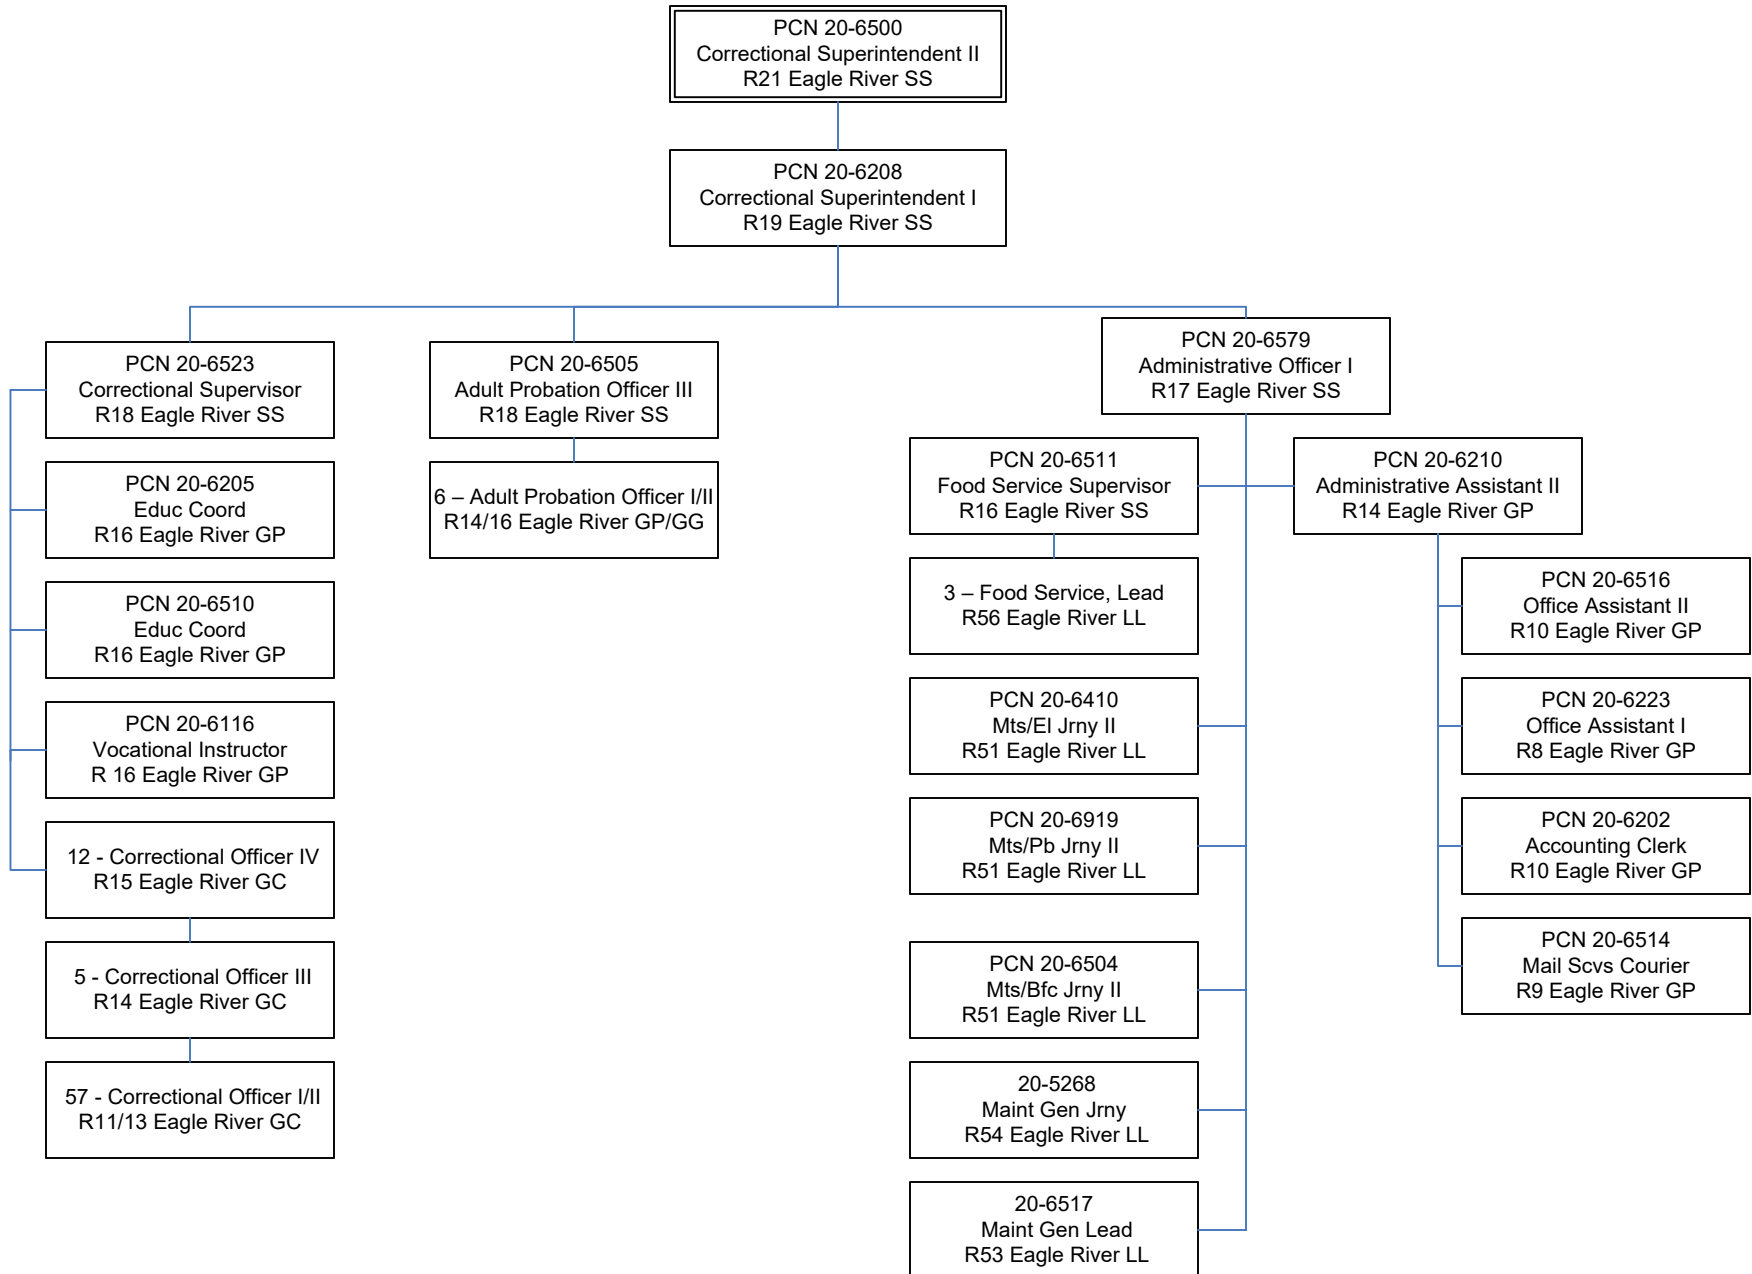 PCN 20-6500
Correctional Superintendent II
R21 Eagle River SS
PCN 20-6208
Correctional Superintendent I
R19 Eagle River SS
PCN 20-6523
Correctional Supervisor
R18 Eagle River SS
PCN 20-6205
Educ Coord
R16 Eagle River GP
PCN 20-6510
Educ Coord
R16 Eagle River GP
PCN 20-6116
Vocational Instructor
R 16 Eagle River GP
12 - Correctional Officer IV
R15 Eagle River GC
5 - Correctional Officer III
R14 Eagle River GC
57 - Correctional Officer I/II
R11/13 Eagle River GC
PCN 20-6505
Adult Probation Officer III
R18 Eagle River SS
6 – Adult Probation Officer I/II
R14/16 Eagle River GP/GG
PCN 20-6579
Administrative Officer I
R17 Eagle River SS
PCN 20-6511
Food Service Supervisor
R16 Eagle River SS
3 – Food Service, Lead
R56 Eagle River LL
PCN 20-6410
Mts/El Jrny II
R51 Eagle River LL
PCN 20-6919
Mts/Pb Jrny II
R51 Eagle River LL
PCN 20-6504
Mts/Bfc Jrny II
R51 Eagle River LL
20-5268
Maint Gen Jrny
R54 Eagle River LL
20-6517
Maint Gen Lead
R53 Eagle River LL
PCN 20-6210
Administrative Assistant II
R14 Eagle River GP
PCN 20-6516
Office Assistant II
R10 Eagle River GP
PCN 20-6223
Office Assistant I
R8 Eagle River GP
PCN 20-6202
Accounting Clerk
R10 Eagle River GP
PCN 20-6514
Mail Scvs Courier
R9 Eagle River GP